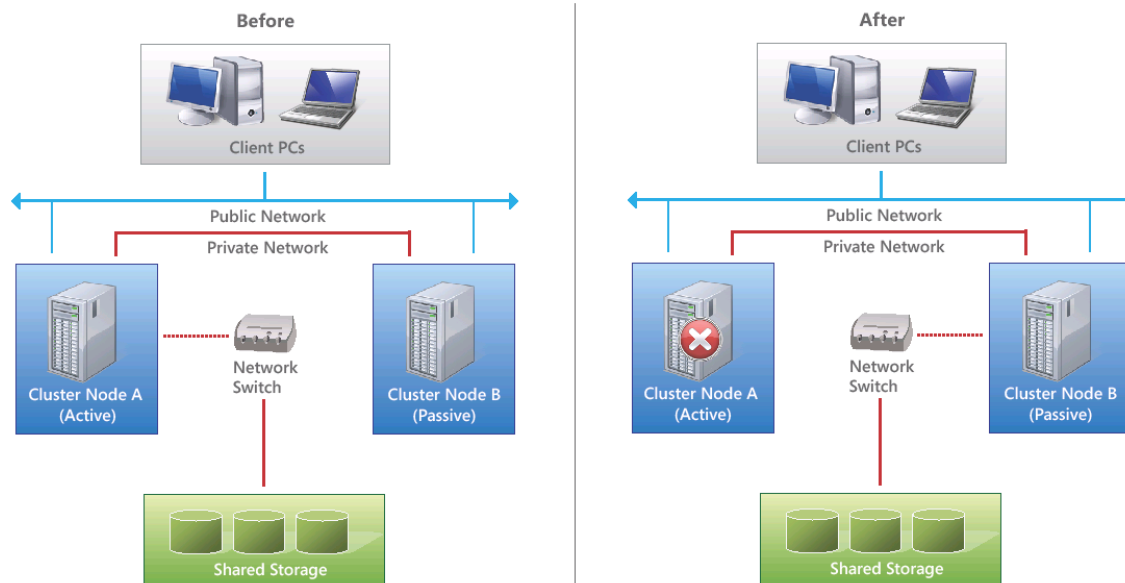 Before
Client PCs
Public Network
Private Network
Cluster Node A
(Active)
Network
Switch
Cluster Node B
(Passive)
Shared Storage
After
Client PCs
Public Network
Private Network
Cluster Node A
(Active)
Network
Switch
Cluster Node B
(Passive)
Shared Storage